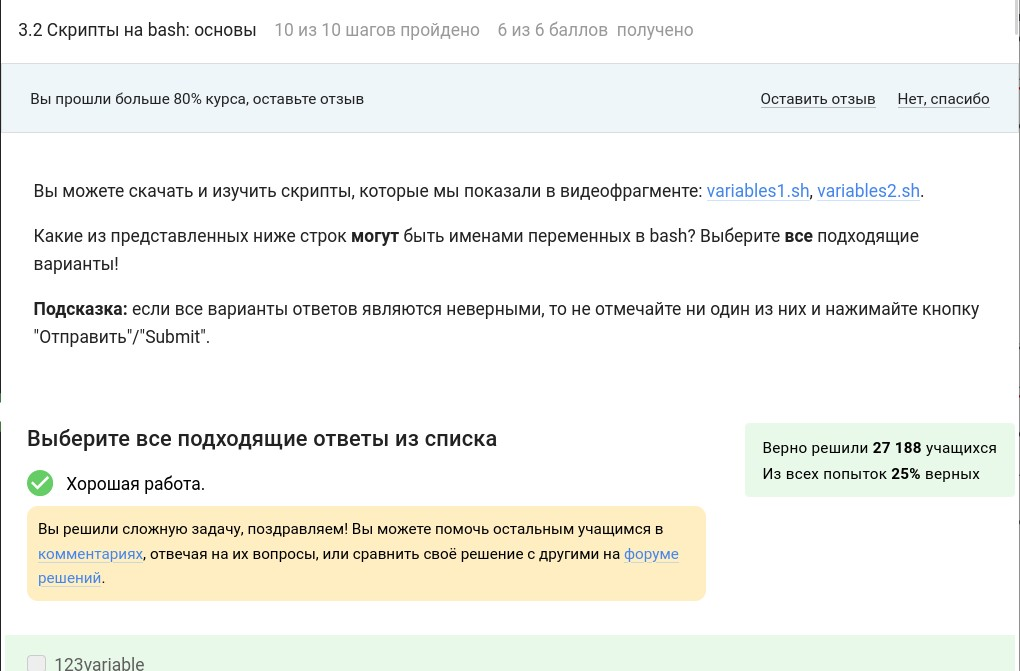 3.2 Скрипты на bash: основы 10 из 10 шагов пройдено 6 из 6 баллов получено
Вы прошли больше 80% курса, оставьте отзыв Оставить отзыв Нет, спасибо
Вы можете скачать и изучить скрипты, которые мы показали в видеофрагменте: variables1.sh, variables2.sh.
Какие из представленных ниже строк могут быть именами переменных в bash? Выберите все подходящие
варианты!
Подсказка: если все варианты ответов являются неверными, то не отмечайте ни один из них и нажимайте кнопку
"Отправить"/"Submit".
Выберите все подходящие ответы из списка
Верно решили 27 188 учащихся
Из всех попыток 25% верных
Хорошая работа.
Вы решили сложную задачу, поздравляем! Вы можете помочь остальным учащимся в
комментариях, отвечая на их вопросы, или сравнить своё решение с другими на форуме
решений.
123variable